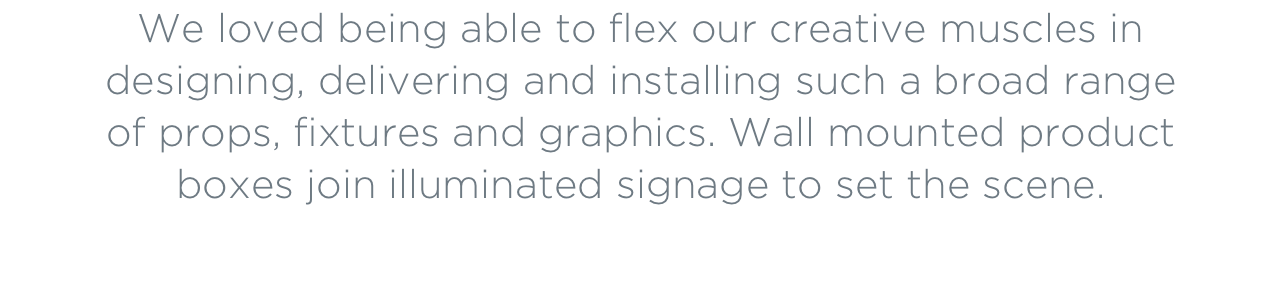 We loved being able to flex our creative muscles in
designing, delivering and installing such a broad range
of props, fixtures and graphics. Wall mounted product
boxes join illuminated signage to set the scene.